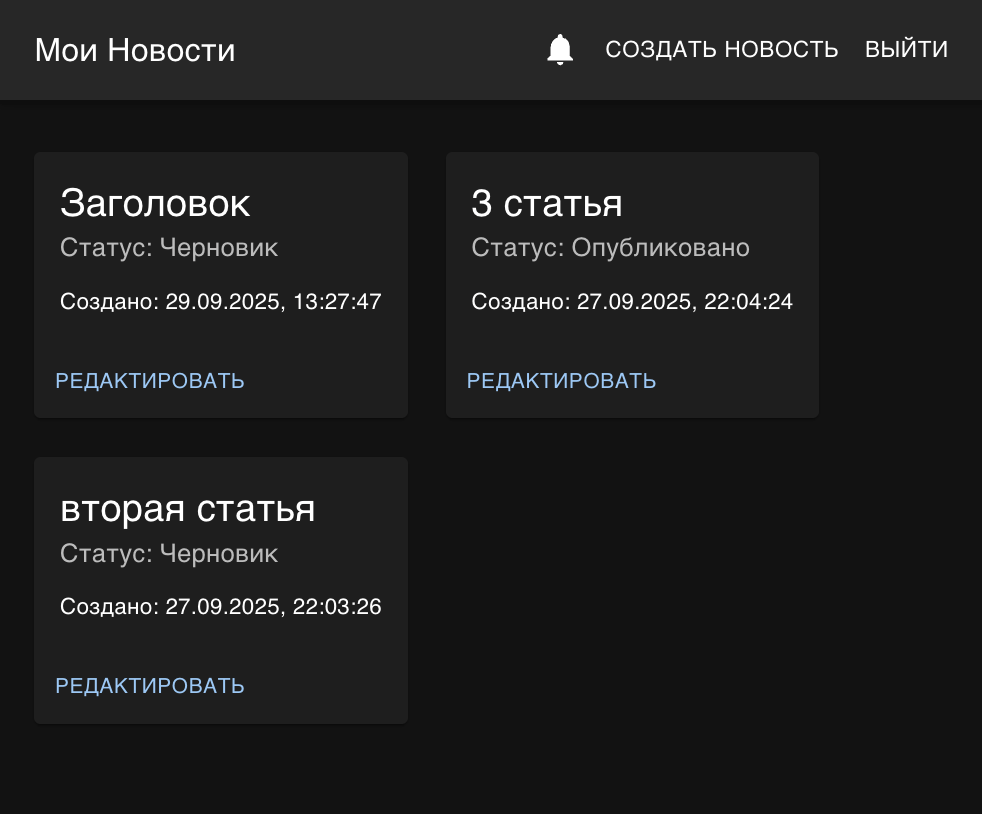 Мои Новости
СОЗДАТЬ НОВОСТЬ
ВЫЙТИ
Заголовок
Статус: Черновик
Создано: 29.09.2025, 13:27:47
РЕДАКТИРОВАТЬ
3 статья
Статус: Опубликовано
Создано: 27.09.2025, 22:04:24
РЕДАКТИРОВАТЬ
вторая статья
Статус: Черновик
Создано: 27.09.2025, 22:03:26
РЕДАКТИРОВАТЬ